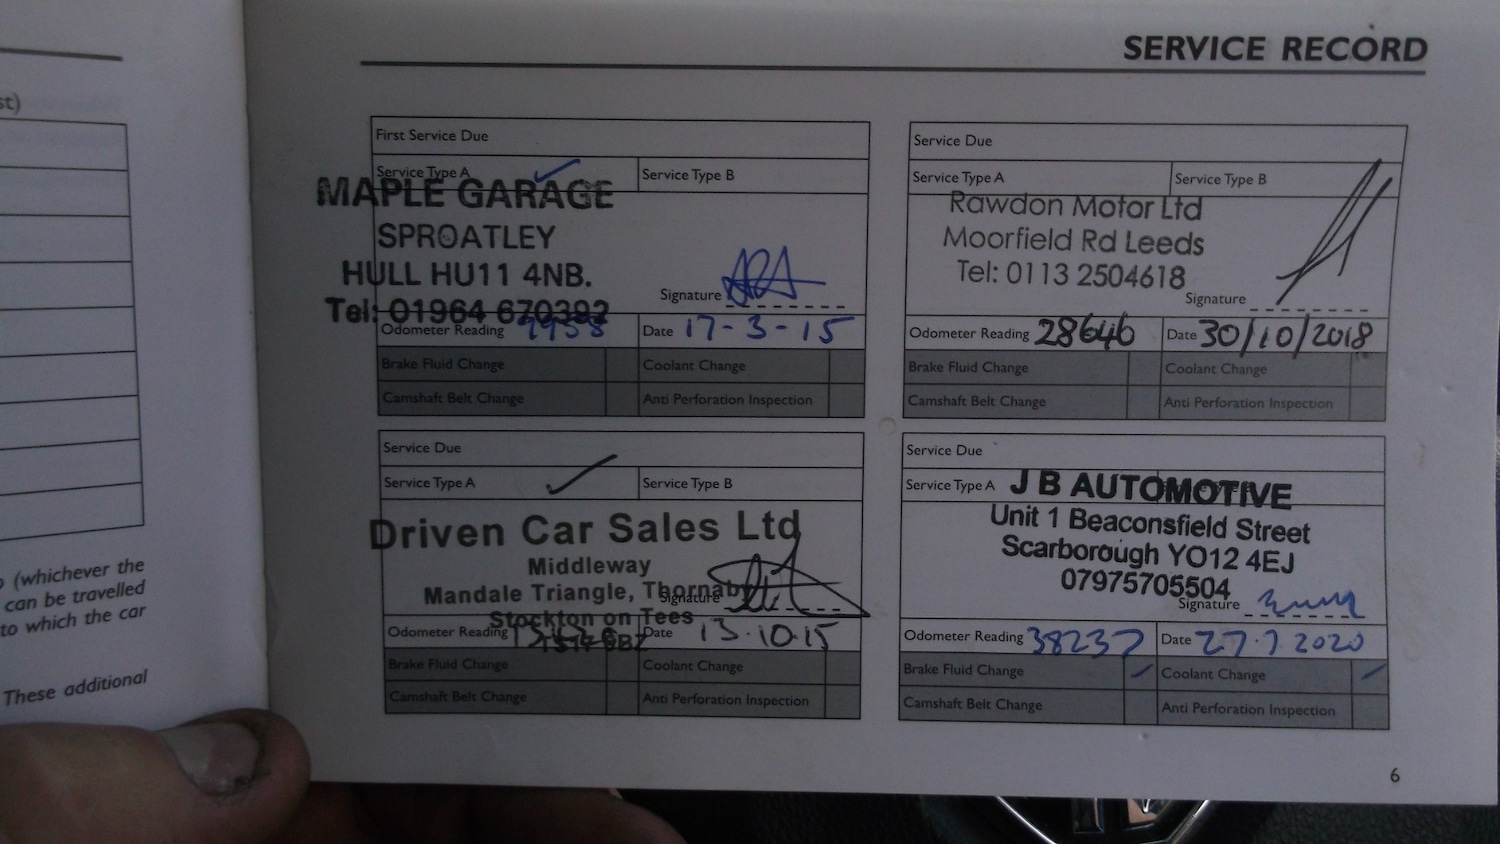 st)
(whichever the
can be travelled
to which the car
These additional
SERVICE RECORD
First Service Due
Service Type A
Service Type B
MAPLE GARAGE
SPROATLEY
HULL HU11 4NB.
Tel: 01964 670392
Signature
Odometer Reading
Date 17-3-15
Brake Fluid Change
Coolant Change
Camshaft Belt Change
Anti Perforation Inspection
Service Due
Service Type A
Service Type B
Rawdon Motor Ltd
Moorfield Rd Leeds
Tel: 0113 2504618
Signature
Odometer Reading 28646
Date 30/10/2018
Brake Fluid Change
Coolant Change
Camshaft Belt Change
Anti Perforation Inspection
Service Due
Service Type A
Service Type B
Driven Car Sales Ltd
Middleway
Mandale Triangle, Thornaby
Signature
Stockton on Tees
Odometer Reading
Date 13.10.15
Brake Fluid Change
Coolant Change
Camshaft Belt Change
Anti Perforation Inspection
Service Due
Service Type A
J B AUTOMOTIVE
Unit 1 Beaconsfield Street
Scarborough YO12 4EJ
07975705504
Signature
Odometer Reading 38237
Date 27.7.2020
Brake Fluid Change
Coolant Change
Camshaft Belt Change
Anti Perforation Inspection
6